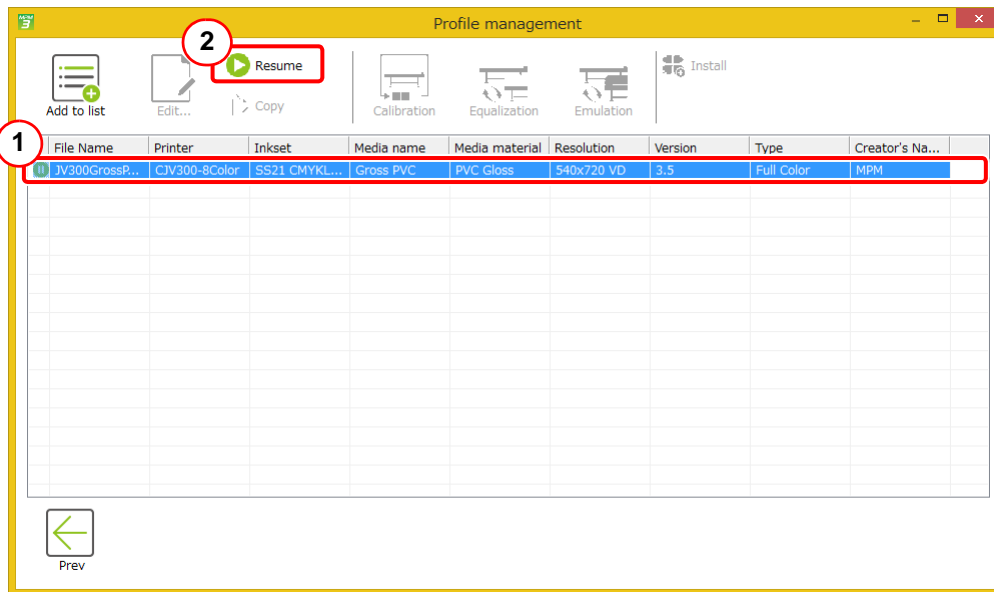 MPM
3
Profile management
2
Resume
Install
Add to list
Edit...
Copy
Calibration
Equalization
Emulation
1
File Name Printer Inkset Media name Media material Resolution Version Type Creator's Na...
JV300GrossP... CJV300-8Color SS21 CMYKL... Gross PVC PVC Gloss 540x720 VD 3.5 Full Color MPM
Prev